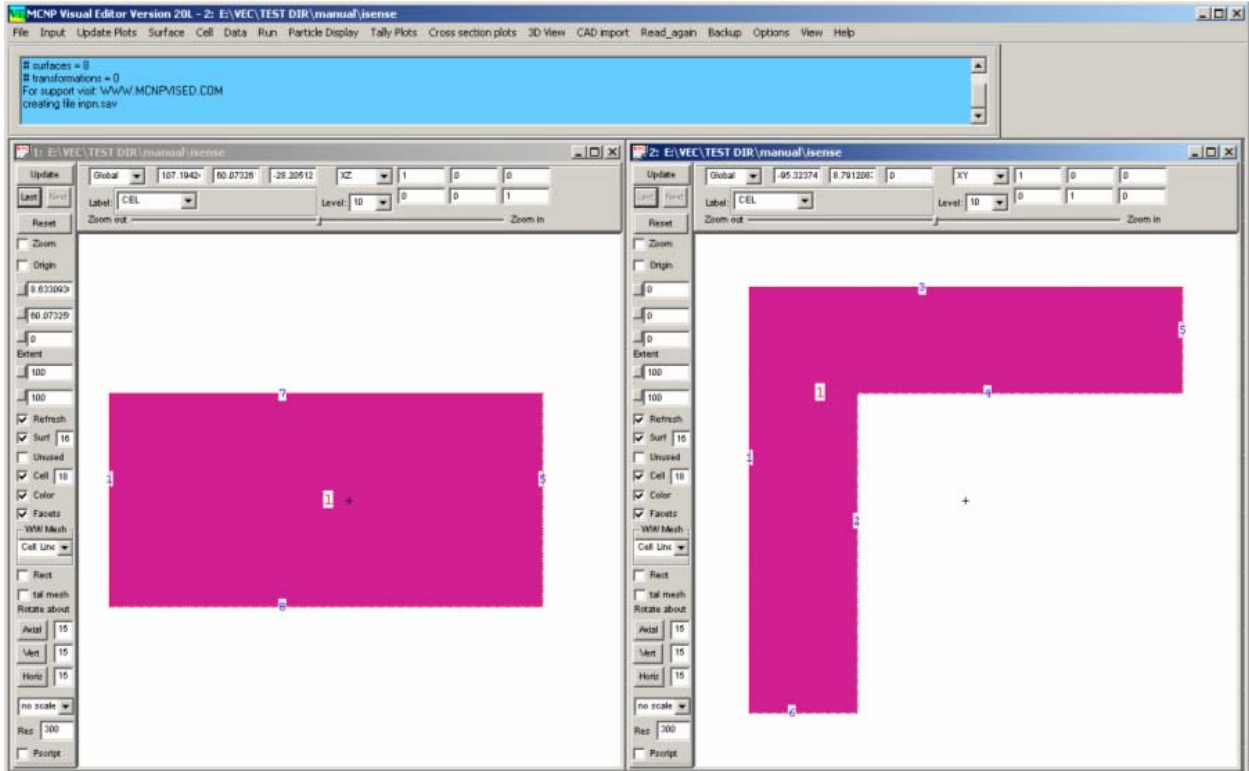 MCNP Visual Editor Version 20L - 2: E:\VEC\TEST DIR\manual\isense
File Input Update Plots Surface Cell Data Run Particle Display Tally Plots Cross section plots 3D View CAD import Read_again Backup Options View Help
# surfaces = 8
# transformations = 0
For support visit: WWW.MCNPVISED.COM
creating file inpn.sav
1: E:\VEC\TEST DIR\manual\isense
Update Global 107.1942 60.07326 -28.20512 XZ 1 0 0
Last Next Label: CEL Level: 10 0 0 1
Reset Zoom out Zoom in
Zoom
Origin
8.633093
60.07325
0
Extent
100
100
Refresh
Surf 16
Unused
Cell 18
Color
Facets
WW Mesh
Cell Line
Rect
tal mesh
Rotate about
Axial 15
Vert 15
Horiz 15
no scale
Res 300
Psript
7
1
5
1
8
2: E:\VEC\TEST DIR\manual\isense
Update Global -95.32374 8.791208 0 XY 1 0 0
Last Next Label: CEL Level: 10 0 1 0
Reset Zoom out Zoom in
Zoom
Origin
0
0
0
Extent
100
100
Refresh
Surf 16
Unused
Cell 18
Color
Facets
WW Mesh
Cell Line
Rect
tal mesh
Rotate about
Axial 15
Vert 15
Horiz 15
no scale
Res 300
Psript
3
5
1
4
1
2
6